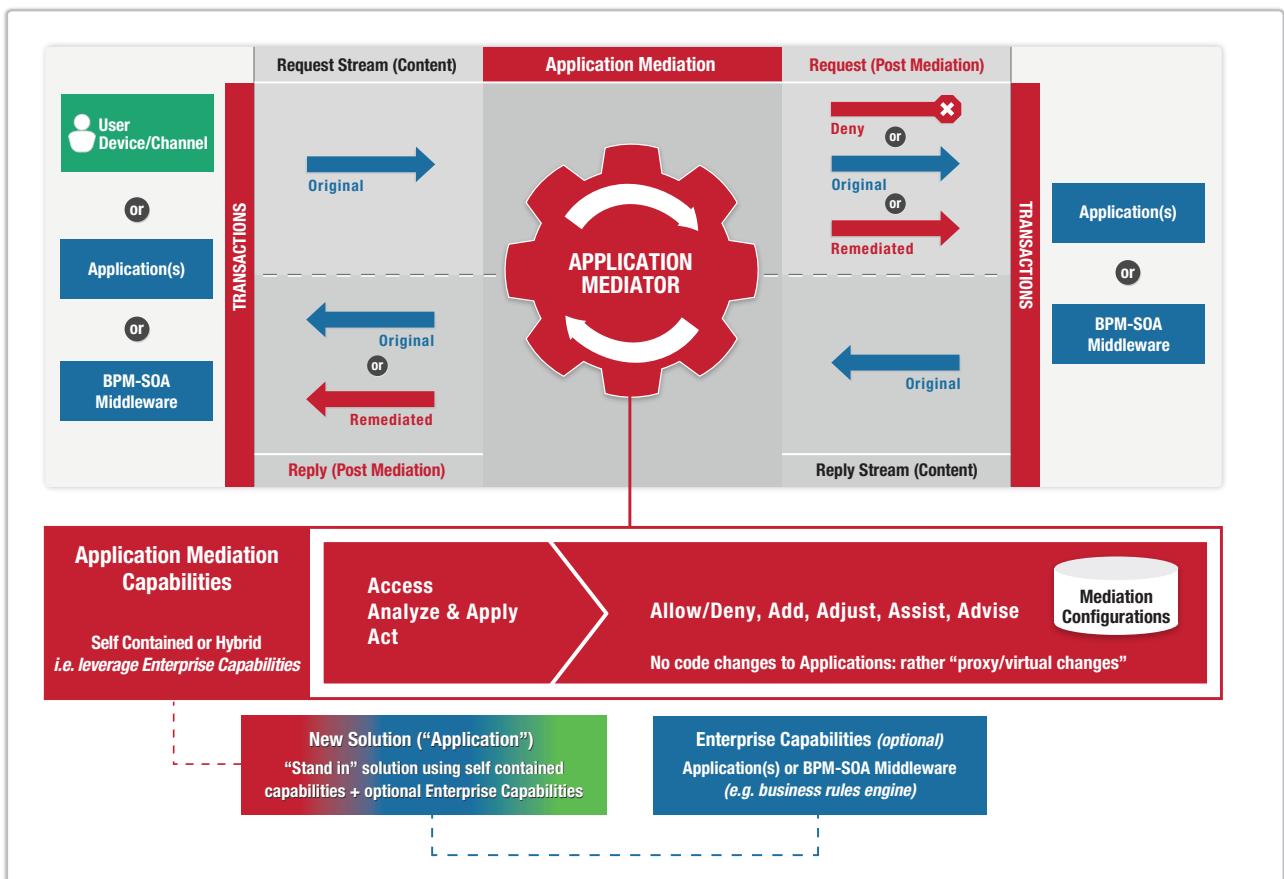 Request Stream (Content)
Application Mediation
Request (Post Mediation)
User
Device/Channel
or
Application(s)
or
BPM-SOA
Middleware
TRANSACTIONS
Original
Original
or
Remediated
Reply (Post Mediation)
APPLICATION
MEDIATOR
Deny
or
Original
or
Remediated
Original
Reply Stream (Content)
TRANSACTIONS
Application(s)
or
BPM-SOA
Middleware
Application Mediation
Capabilities
Self Contained or Hybrid
i.e. leverage Enterprise Capabilities
Access
Analyze & Apply
Act
Allow/Deny, Add, Adjust, Assist, Advise
No code changes to Applications: rather “proxy/virtual changes”
Mediation
Configurations
New Solution (“Application”)
“Stand in” solution using self contained
capabilities + optional Enterprise Capabilities
Enterprise Capabilities (optional)
Application(s) or BPM-SOA Middleware
(e.g. business rules engine)